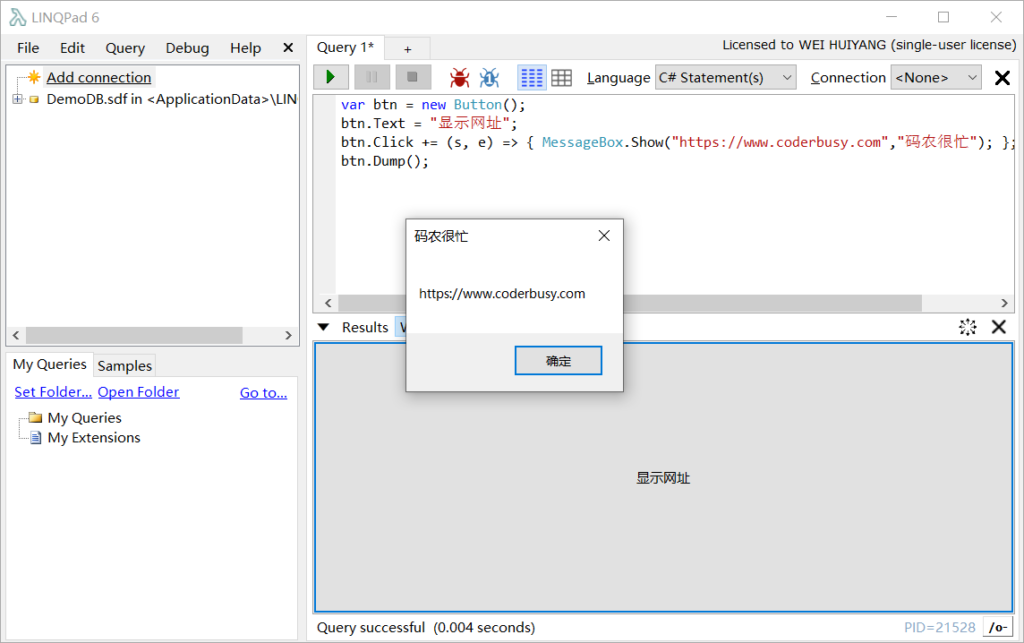 LINQPad 6
File Edit Query Debug Help
Query 1* +
Licensed to WEI HUIYANG (single-user license)
Add connection
DemoDB.sdf in <ApplicationData>\LIN
Language C# Statement(s) Connection <None>
var btn = new Button();
btn.Text = "显示网址";
btn.Click += (s, e) => { MessageBox.Show("https://www.coderbusy.com","码农很忙"); };
btn.Dump();
码农很忙
https://www.coderbusy.com
确定
Results
My Queries Samples
Set Folder... Open Folder Go to...
My Queries
My Extensions
显示网址
Query successful (0.004 seconds)
PID=21528 /o-